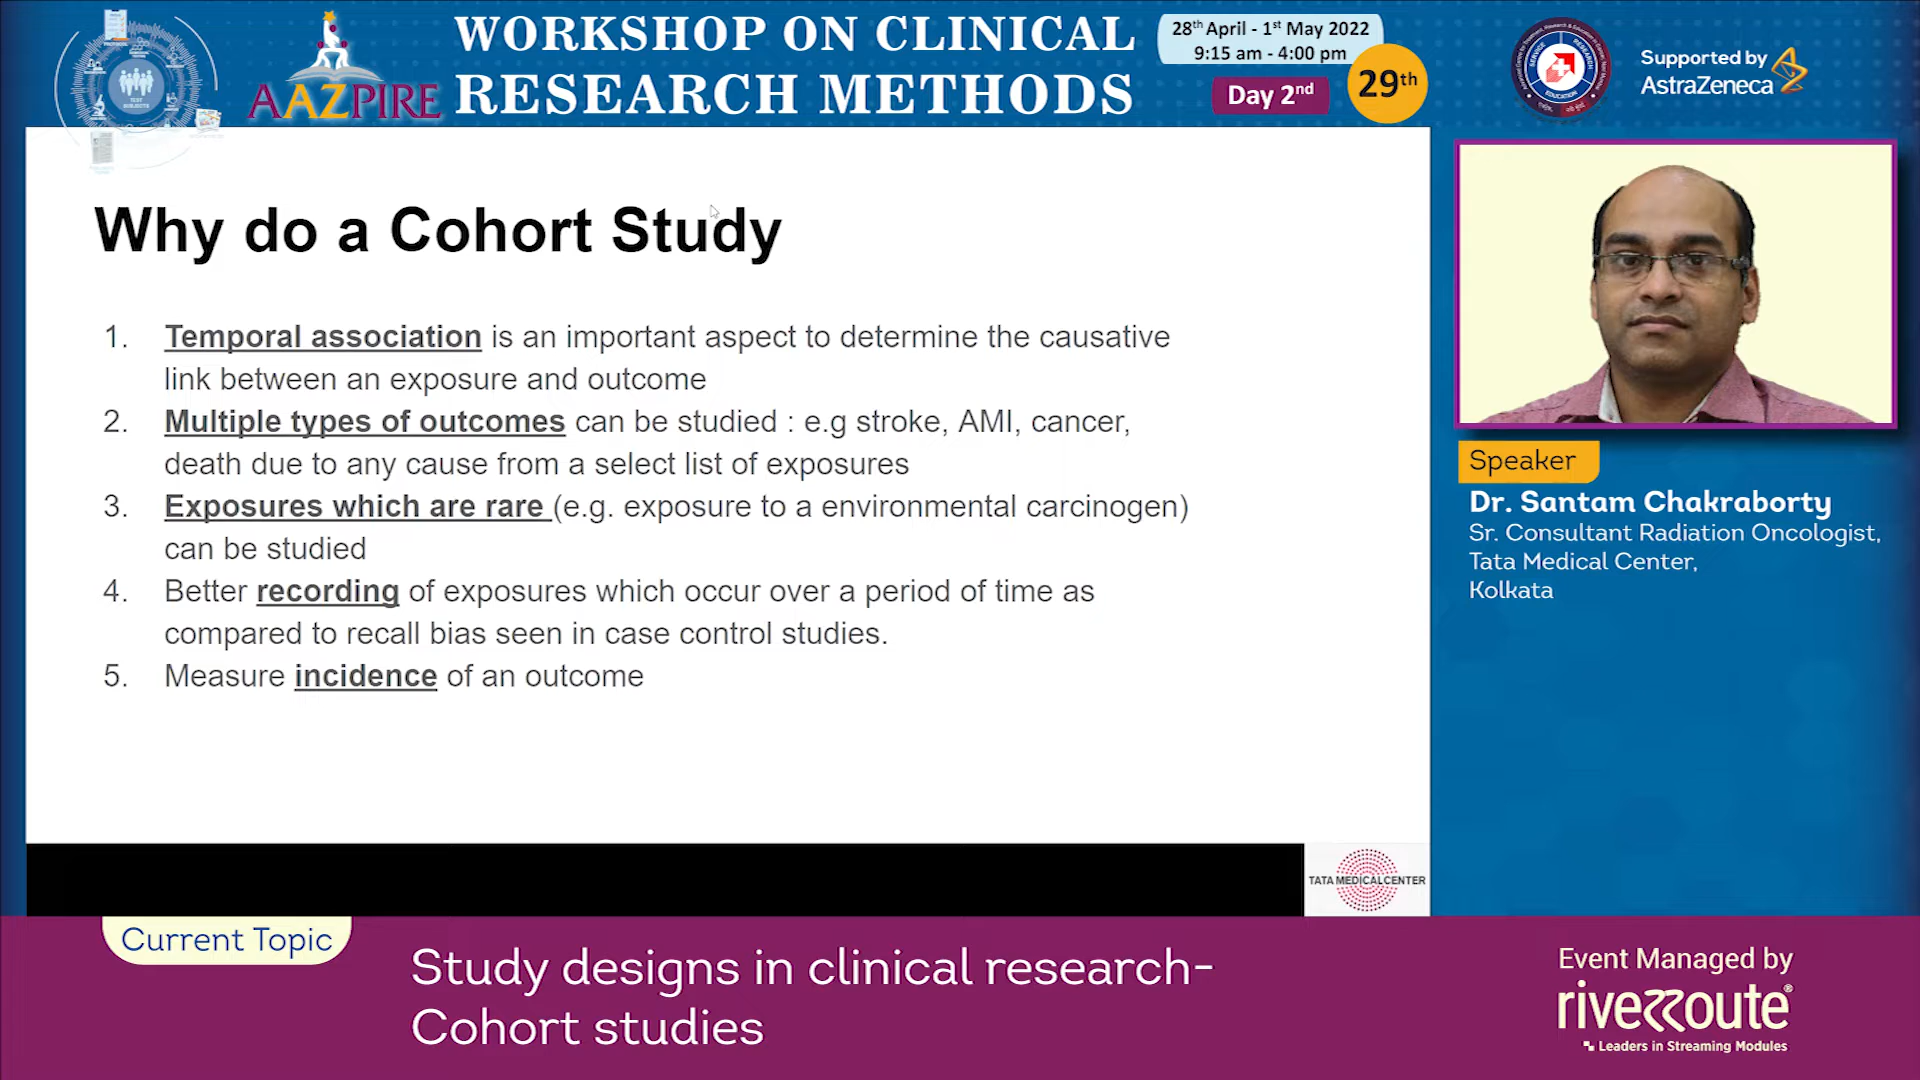 AAZPIRE
WORKSHOP ON CLINICAL
RESEARCH METHODS
28th April - 1st May 2022
9:15 am - 4:00 pm
Day 2nd
29th
Supported by
AstraZeneca
Why do a Cohort Study
1. Temporal association is an important aspect to determine the causative
link between an exposure and outcome
2. Multiple types of outcomes can be studied : e.g stroke, AMI, cancer,
death due to any cause from a select list of exposures
3. Exposures which are rare (e.g. exposure to a environmental carcinogen)
can be studied
4. Better recording of exposures which occur over a period of time as
compared to recall bias seen in case control studies.
5. Measure incidence of an outcome
TATA MEDICAL CENTER
Speaker
Dr. Santam Chakraborty
Sr. Consultant Radiation Oncologist,
Tata Medical Center,
Kolkata
Current Topic
Study designs in clinical research-
Cohort studies
Event Managed by
riverroute
Leaders in Streaming Modules